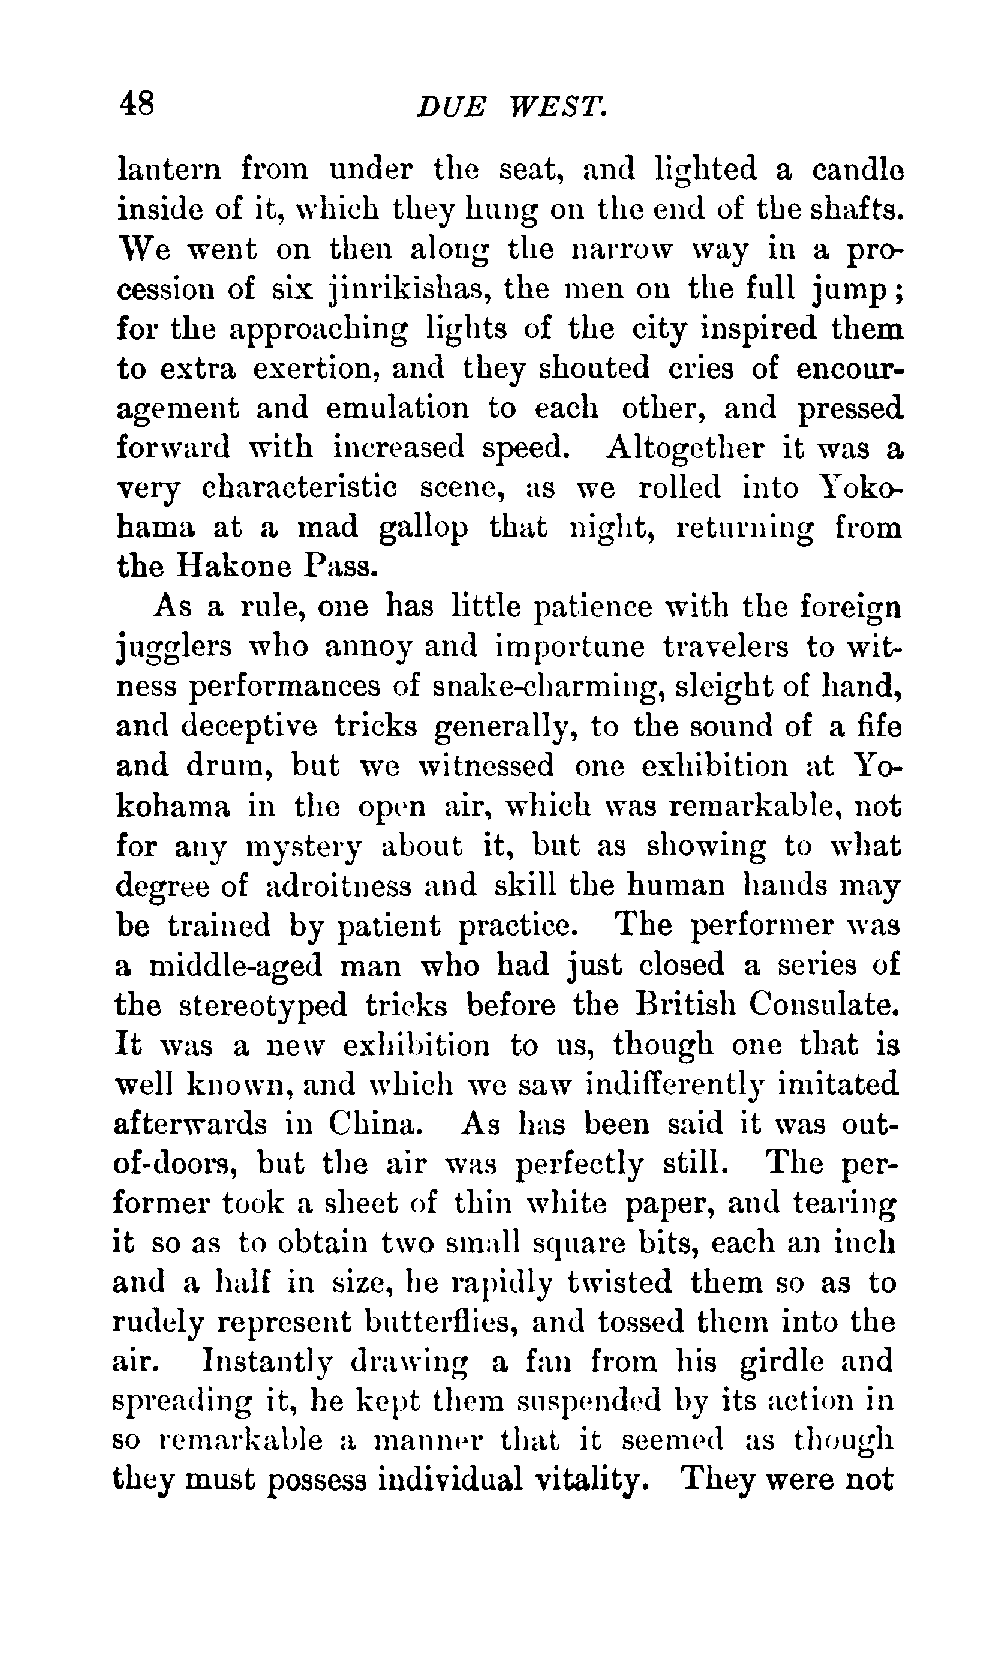 48 DUE WEST.
lantern from under the seat, and lighted a candle
inside of it, which they hung on the end of the shafts.
We went on then along the narrow way in a pro-
cession of six jinrikishas, the men on the full jump;
for the approaching lights of the city inspired them
to extra exertion, and they shouted cries of encour-
agement and emulation to each other, and pressed
forward with increased speed. Altogether it was a
very characteristic scene, as we rolled into Yoko-
hama at a mad gallop that night, returning from
the Hakone Pass.
As a rule, one has little patience with the foreign
jugglers who annoy and importune travelers to wit-
ness performances of snake-charming, sleight of hand,
and deceptive tricks generally, to the sound of a fife
and drum, but we witnessed one exhibition at Yo-
kohama in the open air, which was remarkable, not
for any mystery about it, but as showing to what
degree of adroitness and skill the human hands may
be trained by patient practice. The performer was
a middle-aged man who had just closed a series of
the stereotyped tricks before the British Consulate.
It was a new exhibition to us, though one that is
well known, and which we saw indifferently imitated
afterwards in China. As has been said it was out-
of-doors, but the air was perfectly still. The per-
former took a sheet of thin white paper, and tearing
it so as to obtain two small square bits, each an inch
and a half in size, he rapidly twisted them so as to
rudely represent butterflies, and tossed them into the
air. Instantly drawing a fan from his girdle and
spreading it, he kept them suspended by its action in
so remarkable a manner that it seemed as though
they must possess individual vitality. They were not